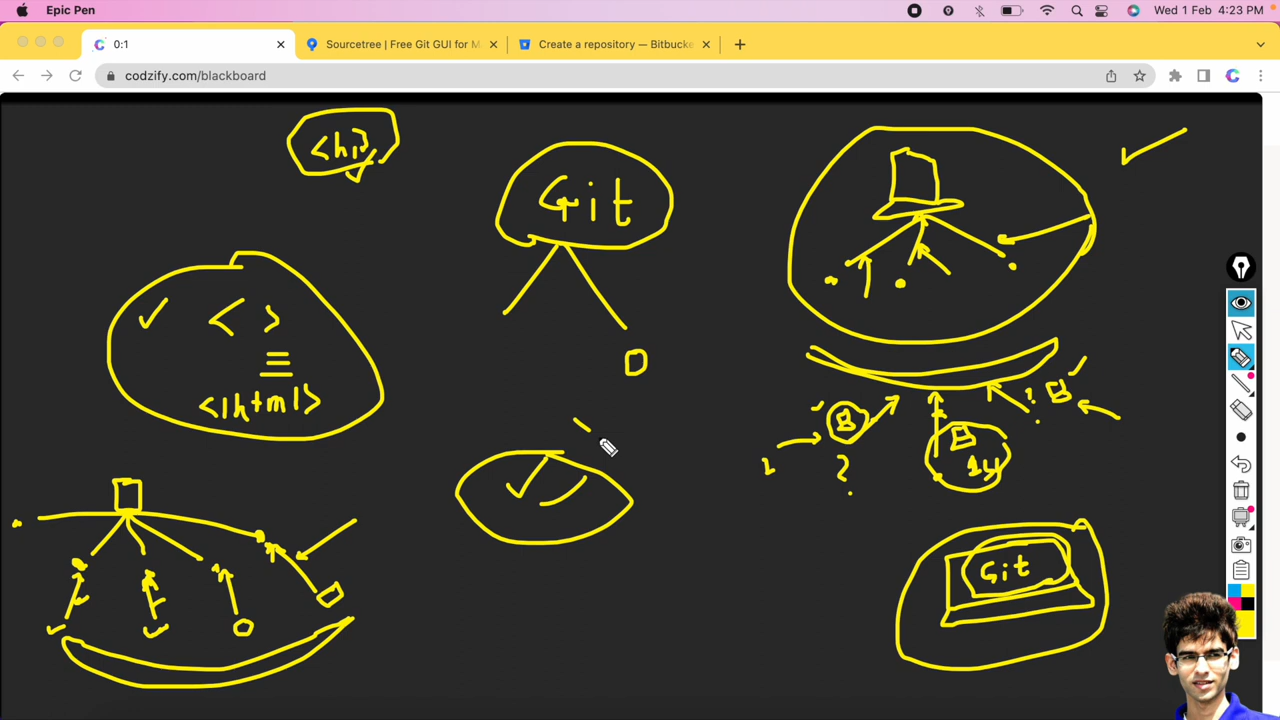 Epic Pen
Wed 1 Feb 4:23 PM
0:1
Sourcetree | Free Git GUI for M
Create a repository — Bitbucke
codzify.com/blackboard
Git
< >
<html>
?
?
Git